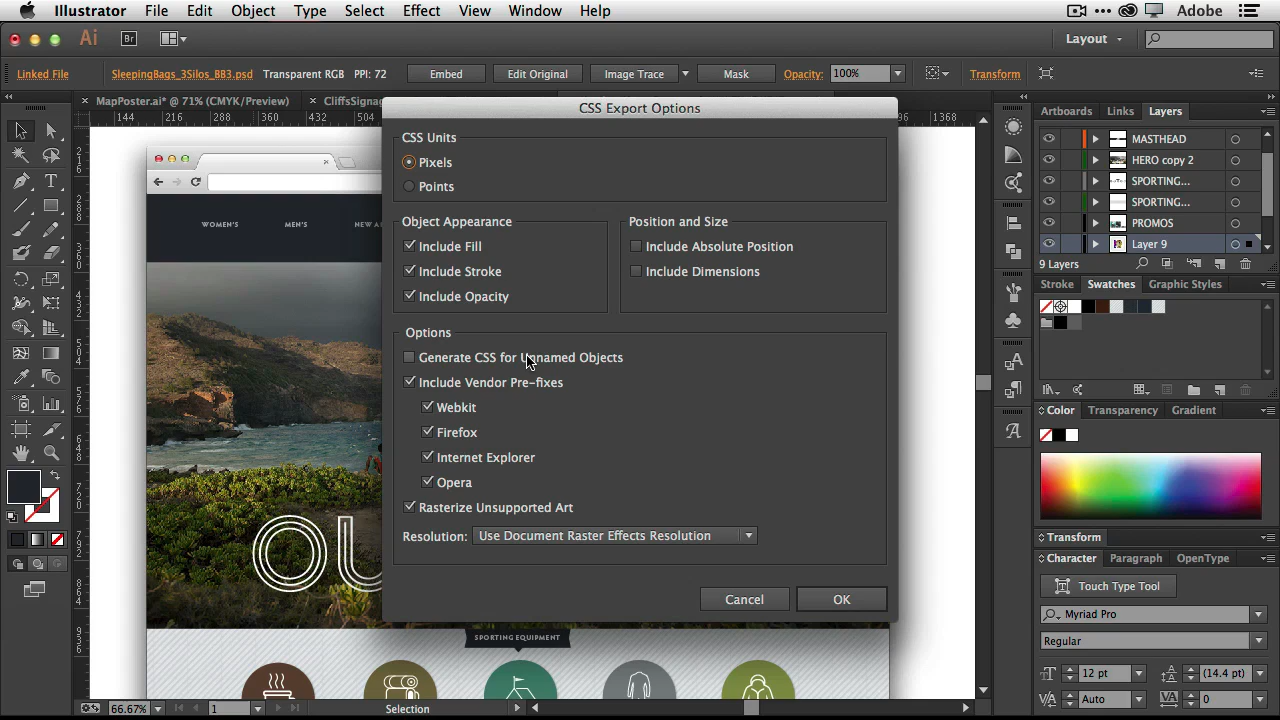 Illustrator File Edit Object Type Select Effect View Window Help Adobe
Ai Br Layout
Linked File SleepingBags_3Silos_BB3.psd Transparent RGB PPI: 72 Embed Edit Original Image Trace Mask Opacity: 100% Transform
× MapPoster.ai* @ 71% (CMYK/Preview) × CliffsSigna
144 216 288 360 432 504 96 1368
CSS Export Options
CSS Units
Pixels
Points
Object Appearance
Include Fill
Include Stroke
Include Opacity
Position and Size
Include Absolute Position
Include Dimensions
Options
Generate CSS for Unnamed Objects
Include Vendor Pre-fixes
Webkit
Firefox
Internet Explorer
Opera
Rasterize Unsupported Art
Resolution: Use Document Raster Effects Resolution
Cancel OK
WOMEN'S MEN'S NEW A
OU
SPORTING EQUIPMENT
66.67% 1 Selection
Artboards Links Layers
MASTHEAD
HERO copy 2
SPORTING...
SPORTING...
PROMOS
Layer 9
9 Layers
Stroke Swatches Graphic Styles
Color Transparency Gradient
Transform
Character Paragraph OpenType
Touch Type Tool
Myriad Pro
Regular
12 pt (14.4 pt)
Auto 0